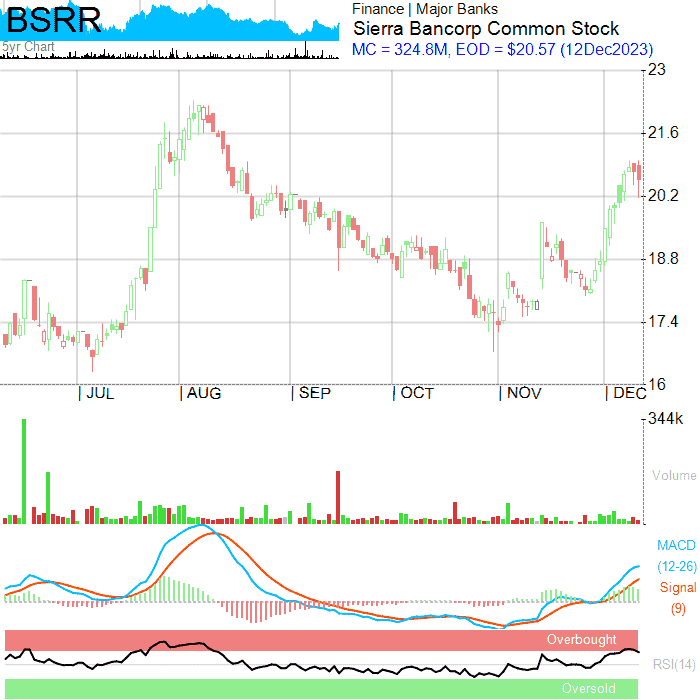 BSRR
5yr Chart
Finance | Major Banks
Sierra Bancorp Common Stock
MC = 324.8M, EOD = $20.57 (12Dec2023)
23
21.6
20.2
18.8
17.4
16
JUL AUG SEP OCT NOV DEC
344k
Volume
MACD
(12-26)
Signal
(9)
Overbought
RSI(14)
Oversold